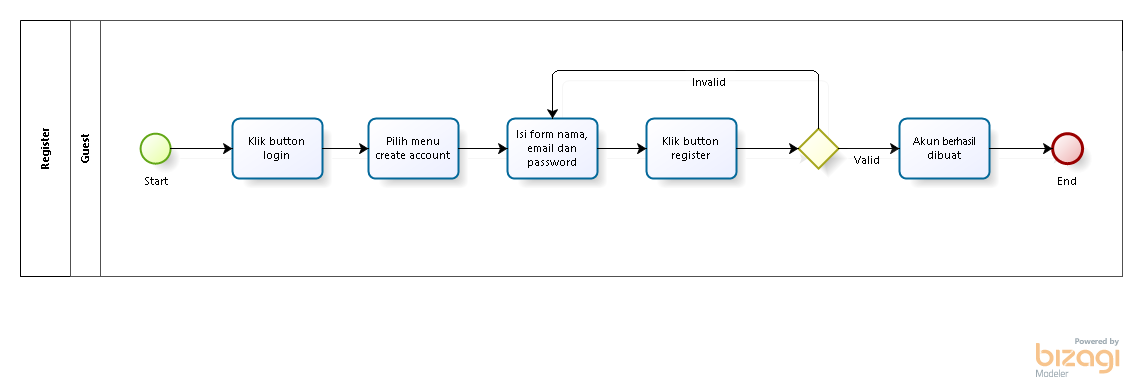 Register
Guest
Start
Klik button
login
Pilih menu
create account
Isi form nama,
email dan
password
Klik button
register
Invalid
Valid
Akun berhasil
dibuat
End
Powered by
bizagi
Modeler